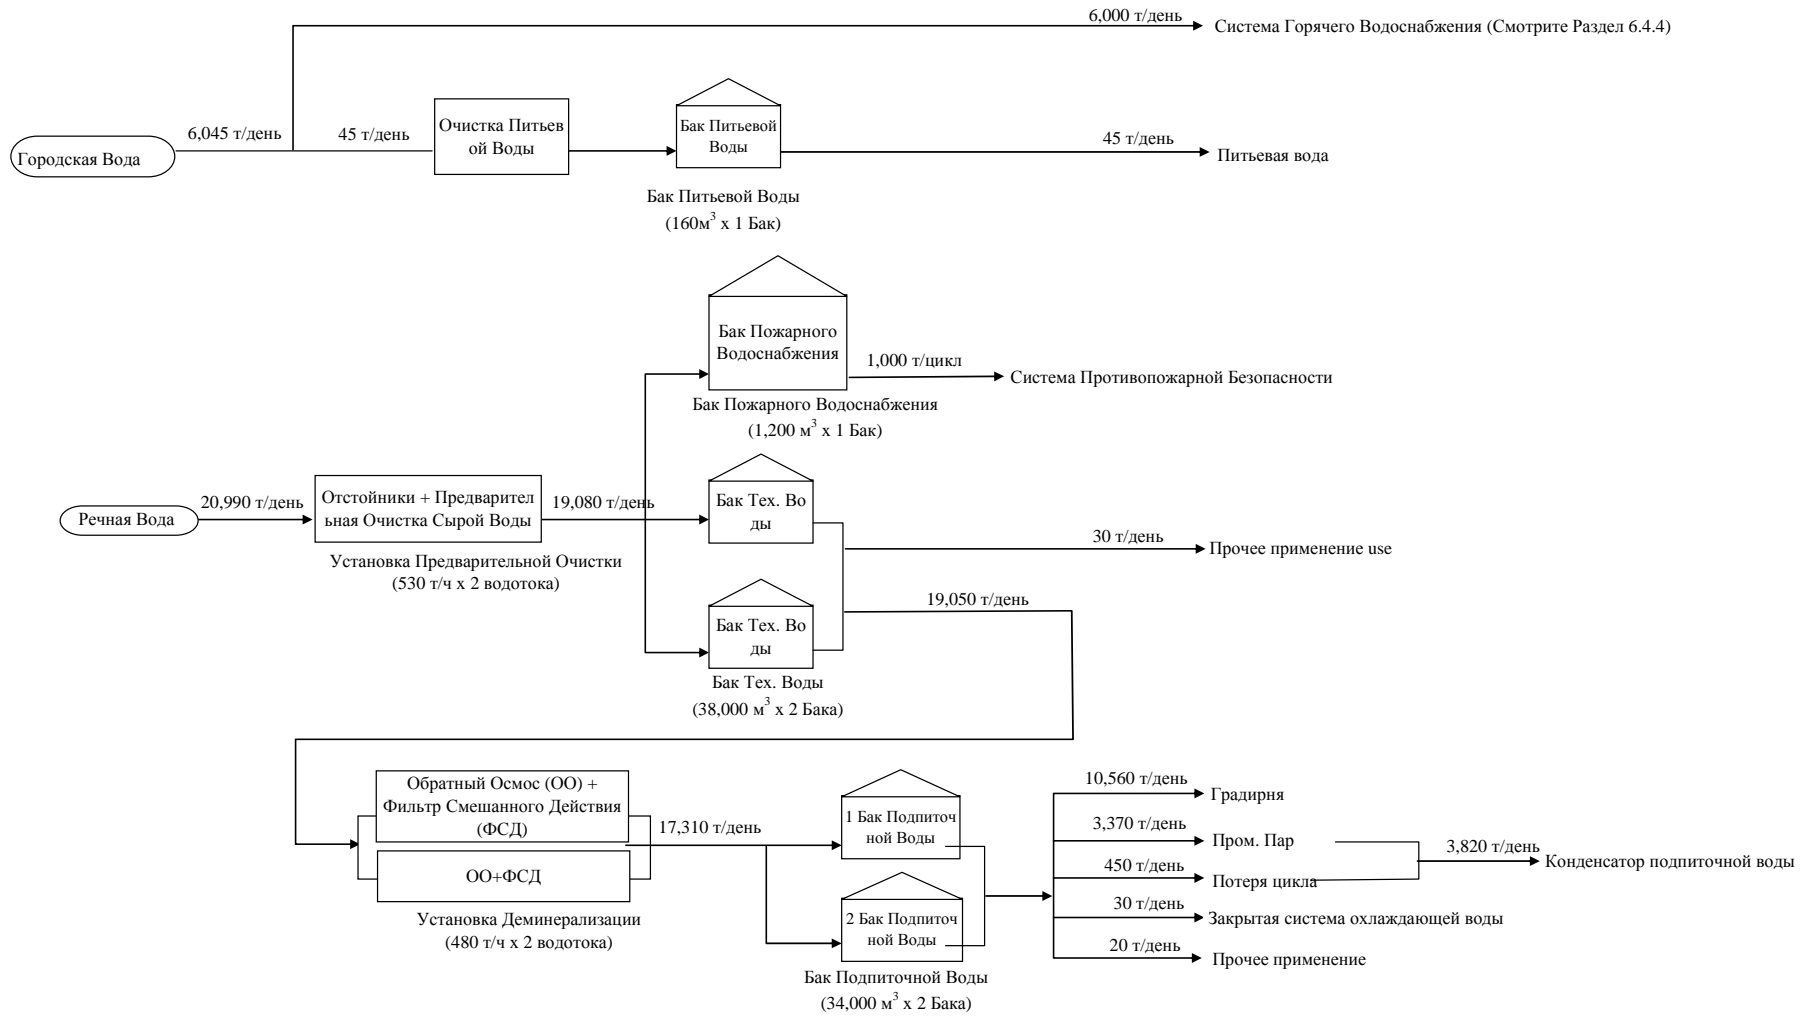 6,000 т/день
Система Горячего Водоснабжения (Смотрите Раздел 6.4.4)
Городская Вода
6,045 т/день
45 т/день
Очистка Питьев
ой Воды
Бак Питьевой
Воды
45 т/день
Питьевая вода
Бак Питьевой Воды
(160м³ х 1 Бак)
Бак Пожарного
Водоснабжения
1,000 т/цикл
Система Противопожарной Безопасности
Бак Пожарного Водоснабжения
(1,200 м³ х 1 Бак)
Речная Вода
20,990 т/день
Отстойники + Предварител
ьная Очистка Сырой Воды
19,080 т/день
Установка Предварительной Очистки
(530 т/ч х 2 водотока)
Бак Тех. Во
ды
30 т/день
Прочее применение use
19,050 т/день
Бак Тех. Во
ды
Бак Тех. Воды
(38,000 м³ х 2 Бака)
Обратный Осмос (ОО) +
Фильтр Смешанного Действия
(ФСД)
ОО+ФСД
Установка Деминерализации
(480 т/ч х 2 водотока)
17,310 т/день
1 Бак Подпиточ
ной Воды
2 Бак Подпиточ
ной Воды
Бак Подпиточной Воды
(34,000 м³ х 2 Бака)
10,560 т/день
Градирня
3,370 т/день
Пром. Пар
450 т/день
Потеря цикла
3,820 т/день
Конденсатор подпиточной воды
30 т/день
Закрытая система охлаждающей воды
20 т/день
Прочее применение